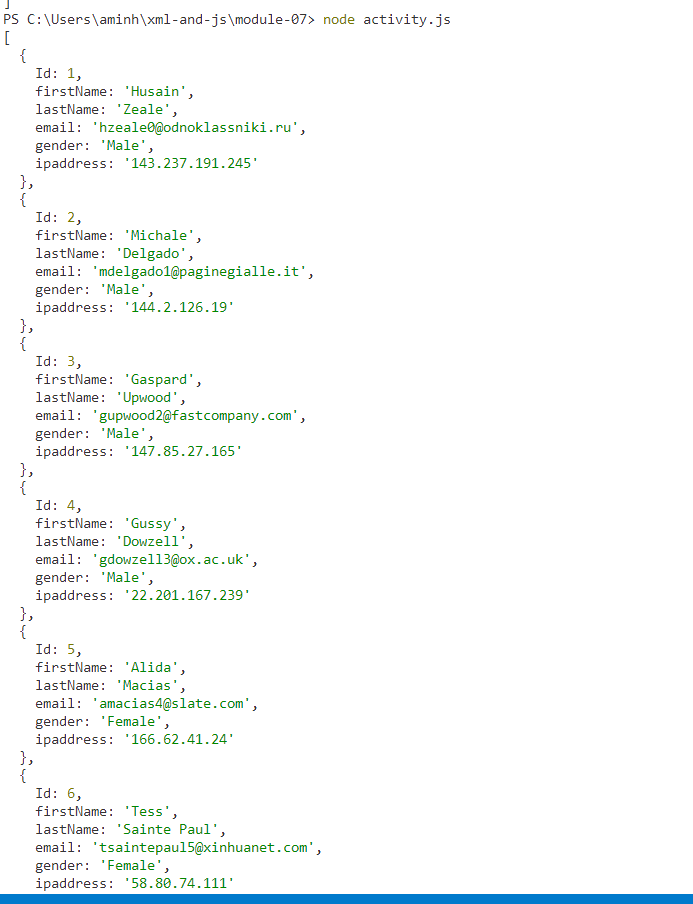 ]
PS C:\Users\aminh\xml-and-js\module-07> node activity.js
[
  {
    Id: 1,
    firstName: 'Husain',
    lastName: 'Zeale',
    email: 'hzeale0@odnoklassniki.ru',
    gender: 'Male',
    ipaddress: '143.237.191.245'
  },
  {
    Id: 2,
    firstName: 'Michale',
    lastName: 'Delgado',
    email: 'mdelgado1@paginegialle.it',
    gender: 'Male',
    ipaddress: '144.2.126.19'
  },
  {
    Id: 3,
    firstName: 'Gaspard',
    lastName: 'Upwood',
    email: 'gupwood2@fastcompany.com',
    gender: 'Male',
    ipaddress: '147.85.27.165'
  },
  {
    Id: 4,
    firstName: 'Gussy',
    lastName: 'Dowzell',
    email: 'gdowzell3@ox.ac.uk',
    gender: 'Male',
    ipaddress: '22.201.167.239'
  },
  {
    Id: 5,
    firstName: 'Alida',
    lastName: 'Macias',
    email: 'amacias4@slate.com',
    gender: 'Female',
    ipaddress: '166.62.41.24'
  },
  {
    Id: 6,
    firstName: 'Tess',
    lastName: 'Sainte Paul',
    email: 'tsaintepaul5@xinhuanet.com',
    gender: 'Female',
    ipaddress: '58.80.74.111'